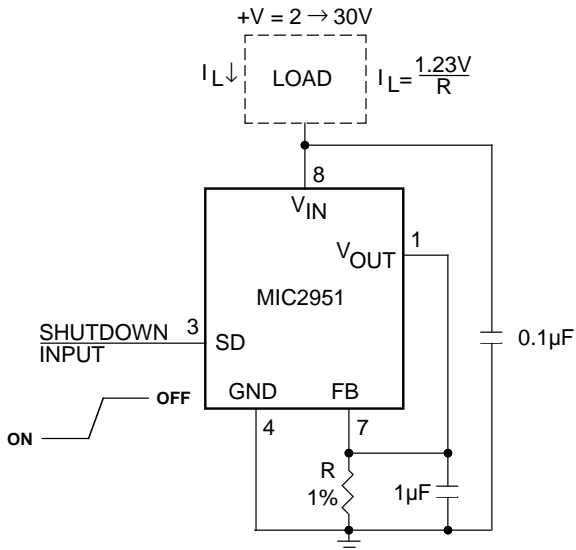 +V = 2 → 30V
I L↓
LOAD
I L= 1.23V
R
8
VIN
1
VOUT
MIC2951
SHUTDOWN
INPUT
3
SD
0.1µF
GND
FB
ON
OFF
4
7
R
1%
1µF